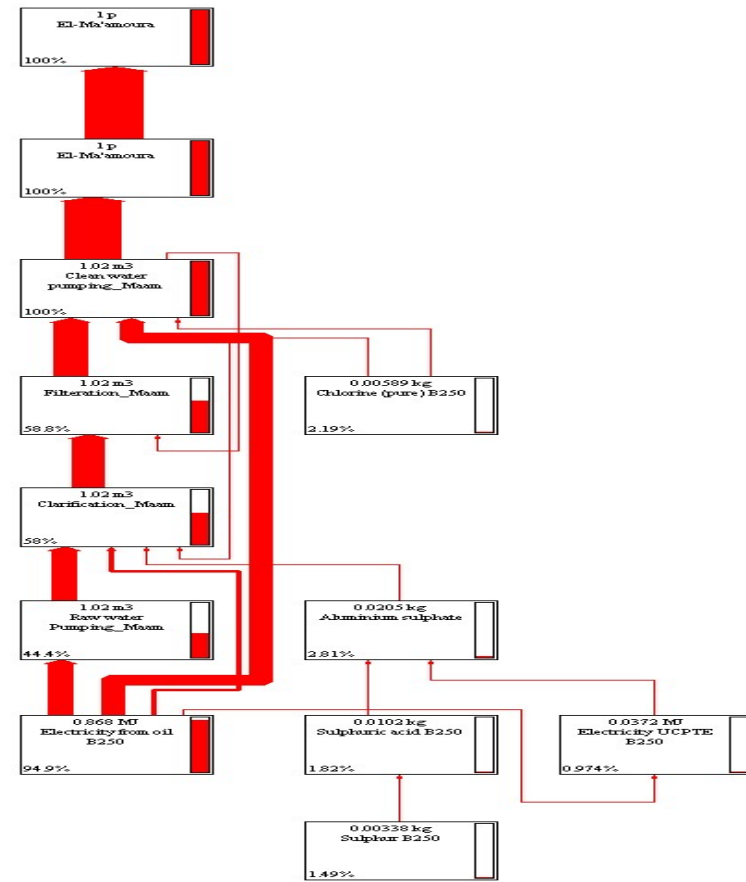 1 p
El-Ma'amoura
100%
1 p
El-Ma'amoura
100%
1.02 m3
Clean water
pumping_Maam
100%
1.02 m3
Filteration_Maam
58.8%
0.00589 kg
Chlorine (pure) B250
2.19%
1.02 m3
Clarification_Maam
58%
1.02 m3
Raw water
Pumping_Maam
44.4%
0.0205 kg
Aluminium sulphate
2.81%
0.868 MJ
Electricity from oil
B250
94.9%
0.0102 kg
Sulphuric acid B250
1.82%
0.0372 MJ
Electricity UCPTE
B250
0.974%
0.00338 kg
Sulphur B250
1.49%